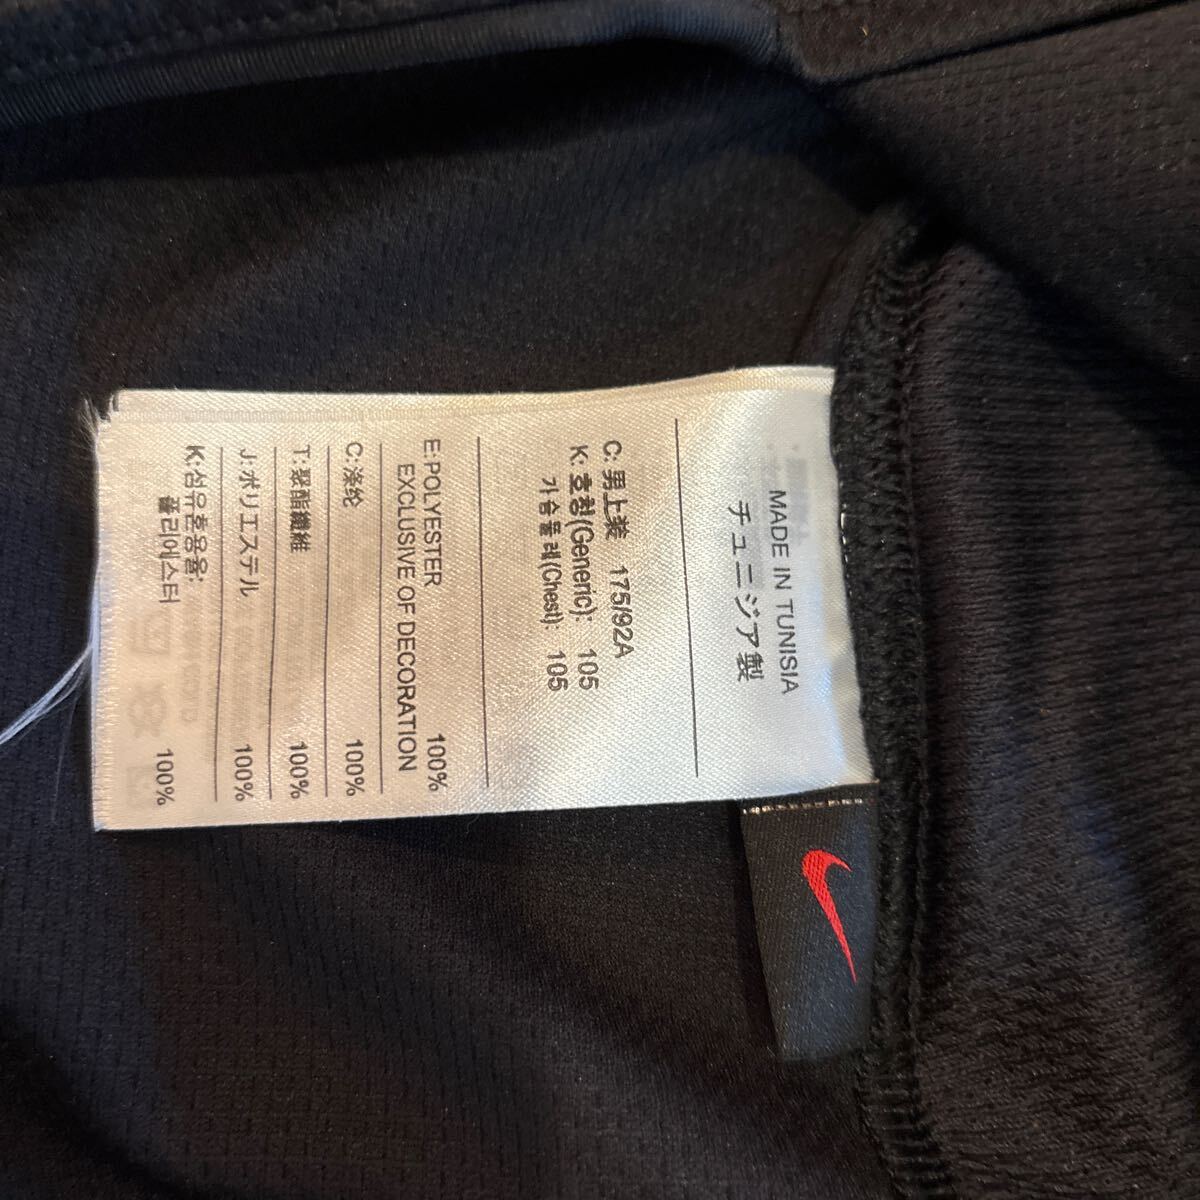 MADE IN TUNISIA
チュニジア製
C: 男上装 175/92A
K: 호칭(Generic): 105
가슴둘레(Chest): 105
E:POLYESTER 100%
EXCLUSIVE OF DECORATION
C:涤纶 100%
T:聚酯纖維 100%
J:ポリエステル 100%
K:섬유혼용율:
폴리에스터 100%